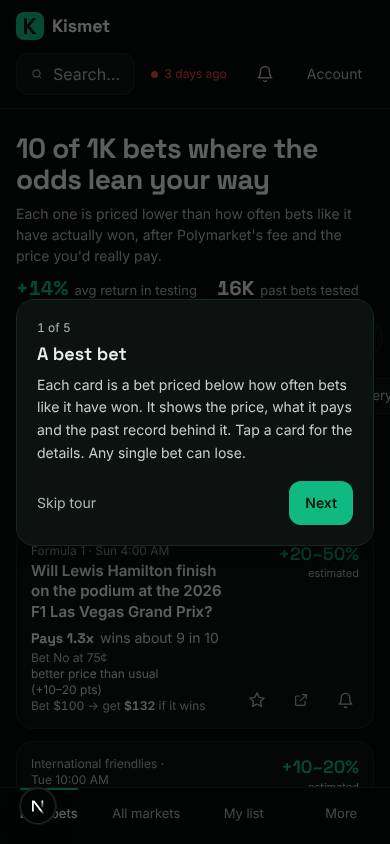 Kismet
Search...
3 days ago
Account
10 of 1K bets where the
odds lean your way
Each one is priced lower than how often bets like it
have actually won, after Polymarket's fee and the
price you'd really pay.
+14% avg return in testing
16K past bets tested
1 of 5
A best bet
Each card is a bet priced below how often bets
like it have won. It shows the price, what it pays
and the past record behind it. Tap a card for the
details. Any single bet can lose.
Skip tour
Next
Formula 1 · Sun 4:00 AM
+20–50%
estimated
Will Lewis Hamilton finish
on the podium at the 2026
F1 Las Vegas Grand Prix?
Pays 1.3x wins about 9 in 10
Bet No at 75¢
better price than usual
(+10–20 pts)
Bet $100 → get $132 if it wins
International friendlies ·
Tue 10:00 AM
+10–20%
estimated
N
bets
All markets
My list
More